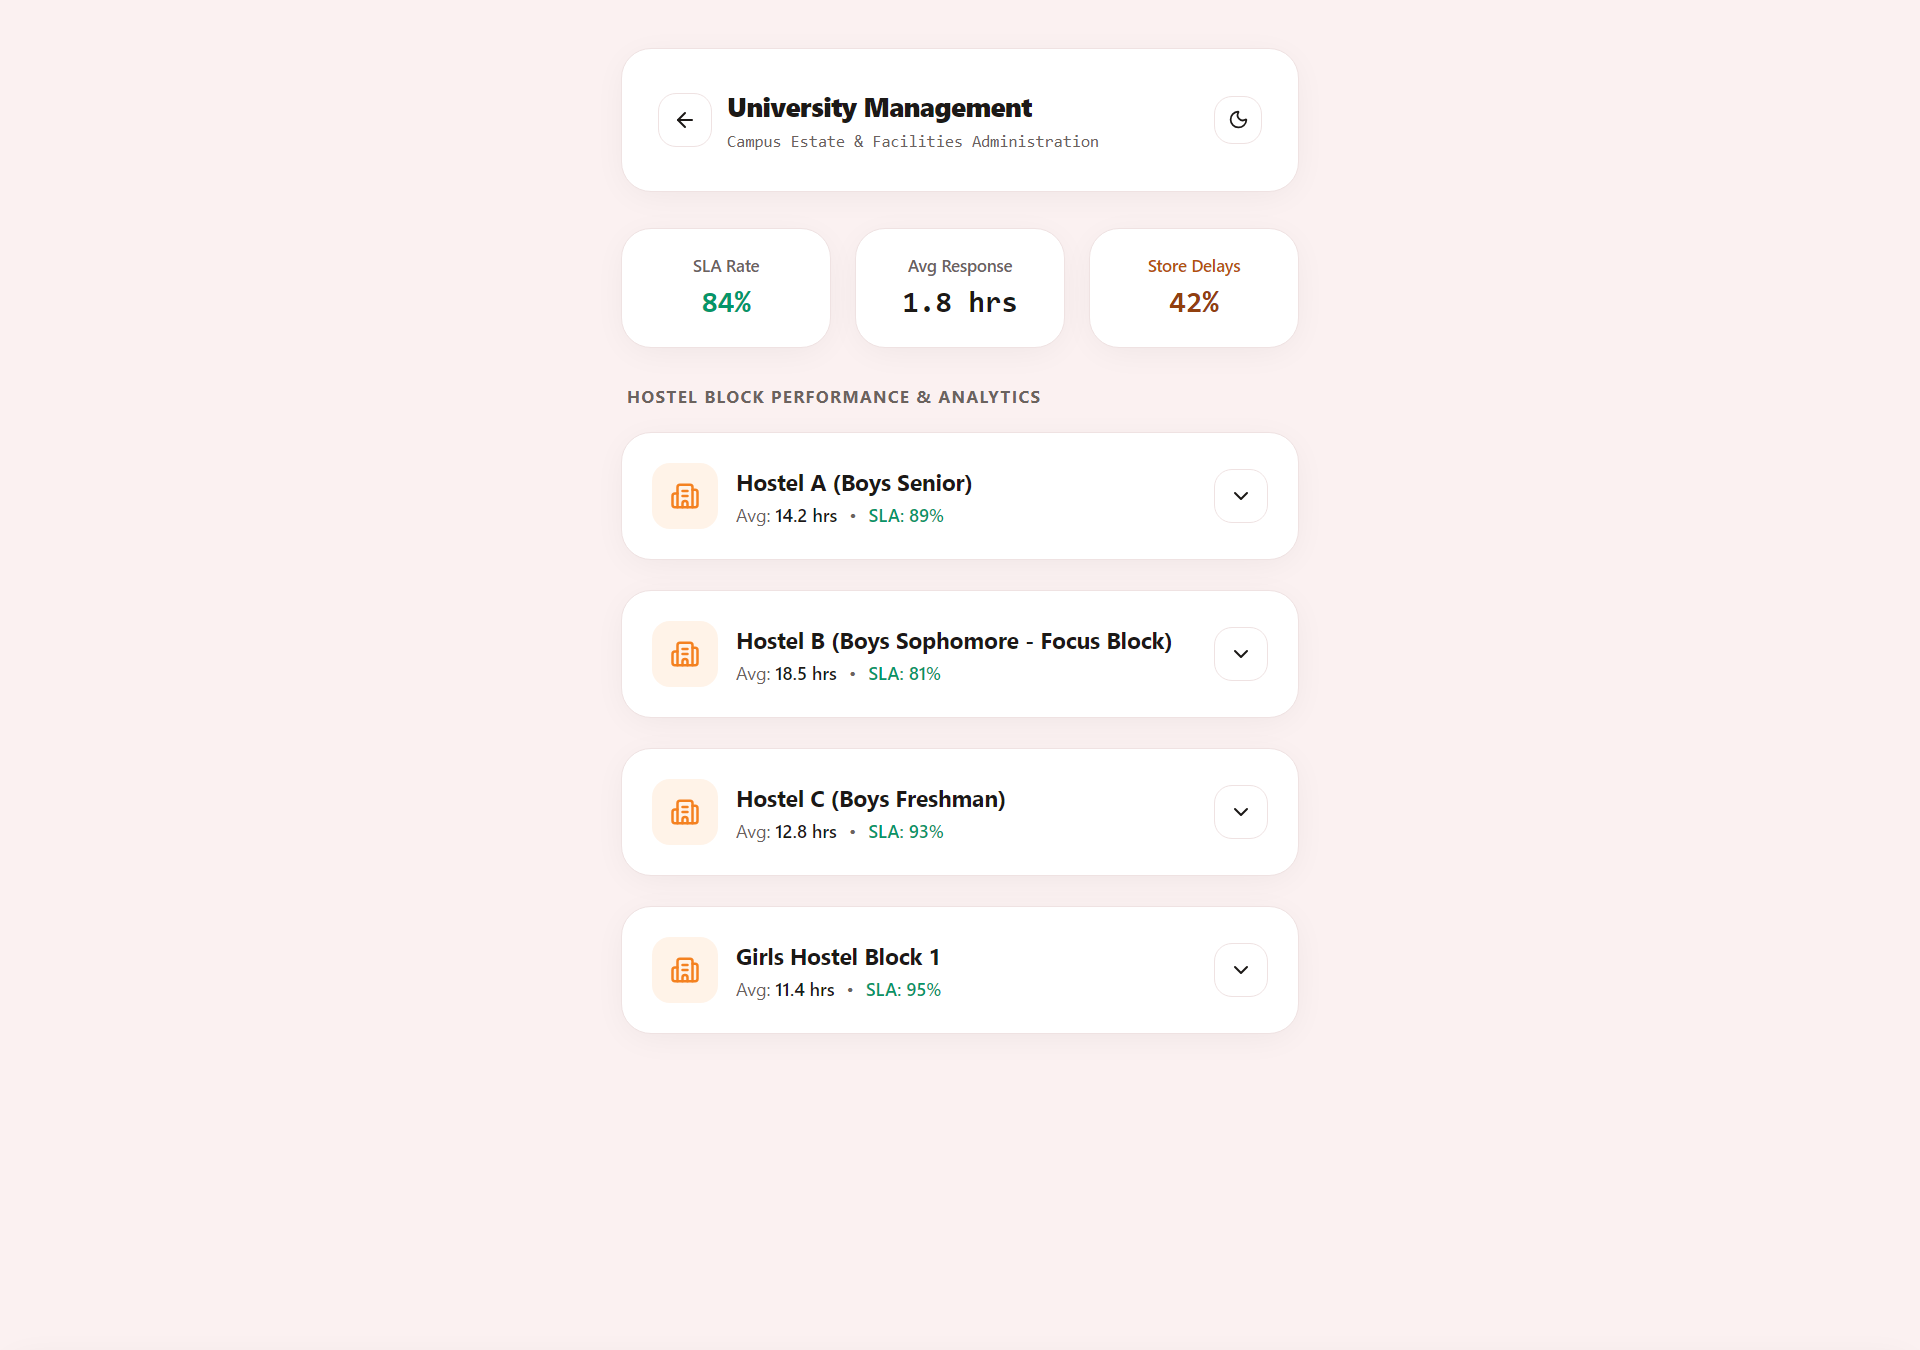 University Management
Campus Estate & Facilities Administration
SLA Rate
84%
Avg Response
1.8 hrs
Store Delays
42%
HOSTEL BLOCK PERFORMANCE & ANALYTICS
Hostel A (Boys Senior)
Avg: 14.2 hrs • SLA: 89%
Hostel B (Boys Sophomore - Focus Block)
Avg: 18.5 hrs • SLA: 81%
Hostel C (Boys Freshman)
Avg: 12.8 hrs • SLA: 93%
Girls Hostel Block 1
Avg: 11.4 hrs • SLA: 95%